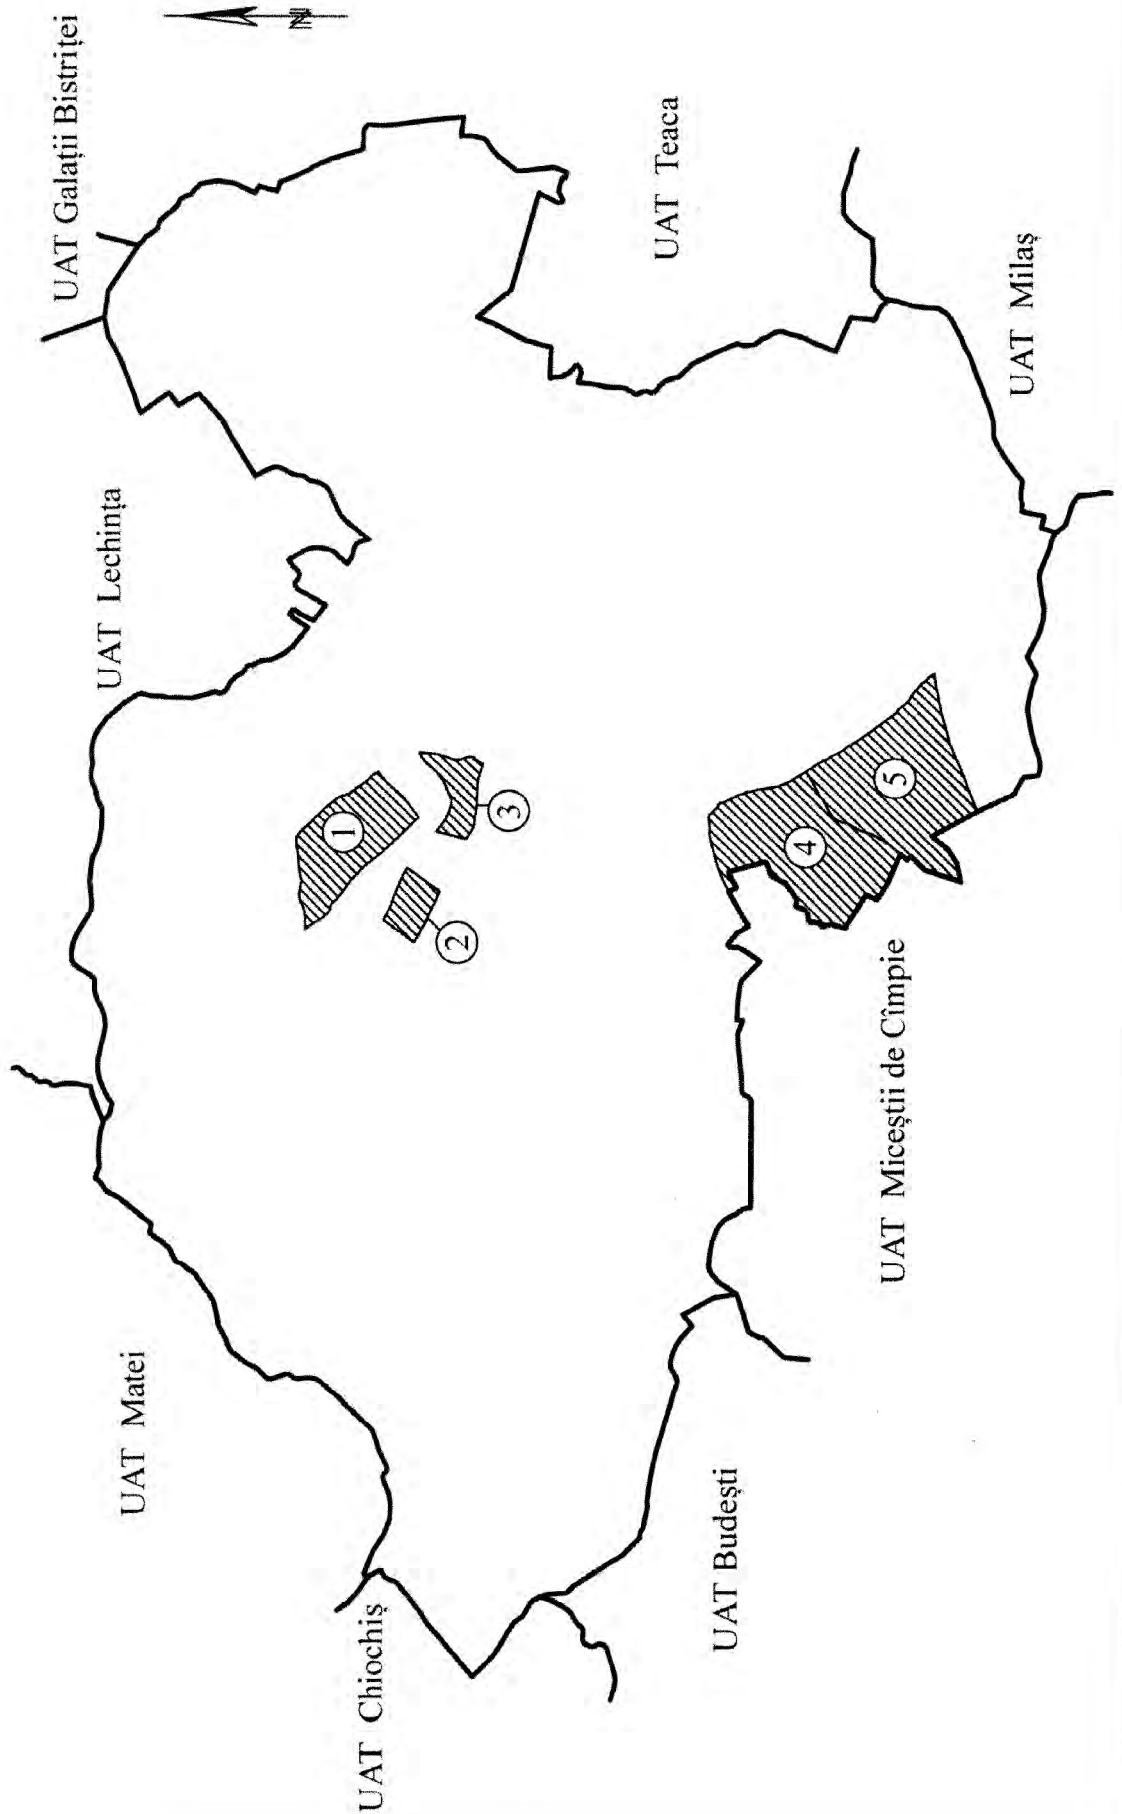 UAT Galații Bistriței
N
UAT Lechința
UAT Teaca
UAT Matei
UAT Milaș
UAT Chiochiș
1
2
3
4
5
UAT Miceștii de Cîmpie
UAT Budești